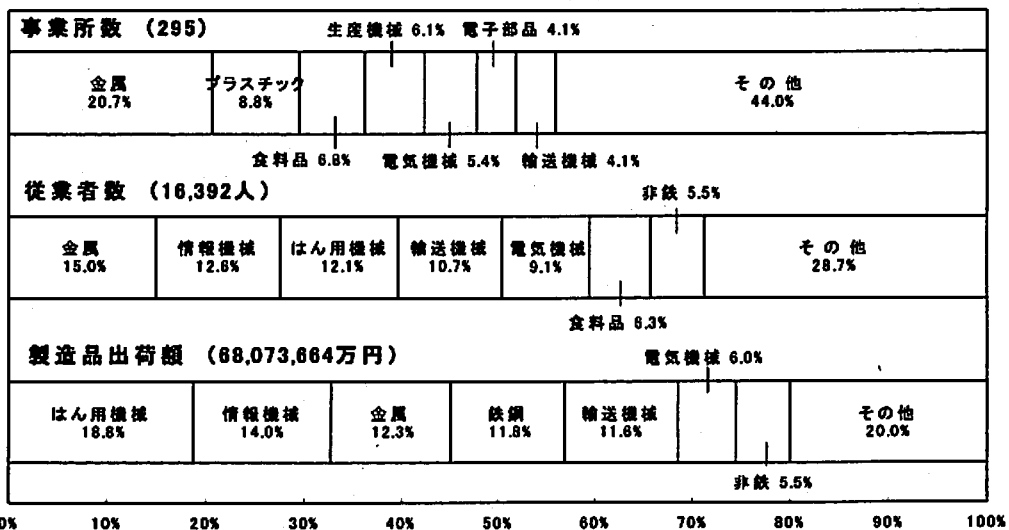 事業所数 (295)
生産機械 6.1% 電子部品 4.1%
金属 20.7%
プラスチック 8.8%
その他 44.0%
食料品 6.8% 電気機械 5.4% 輸送機械 4.1%
従業者数 (16,392人)
非鉄 5.5%
金属 15.0%
情報機械 12.6%
はん用機械 12.1%
輸送機械 10.7%
電気機械 9.1%
その他 28.7%
食料品 6.3%
製造品出荷額 (68,073,664万円)
電気機械 6.0%
はん用機械 18.8%
情報機械 14.0%
金属 12.3%
鉄鋼 11.8%
輸送機械 11.6%
その他 20.0%
非鉄 5.5%
0% 10% 20% 30% 40% 50% 60% 70% 80% 90% 100%